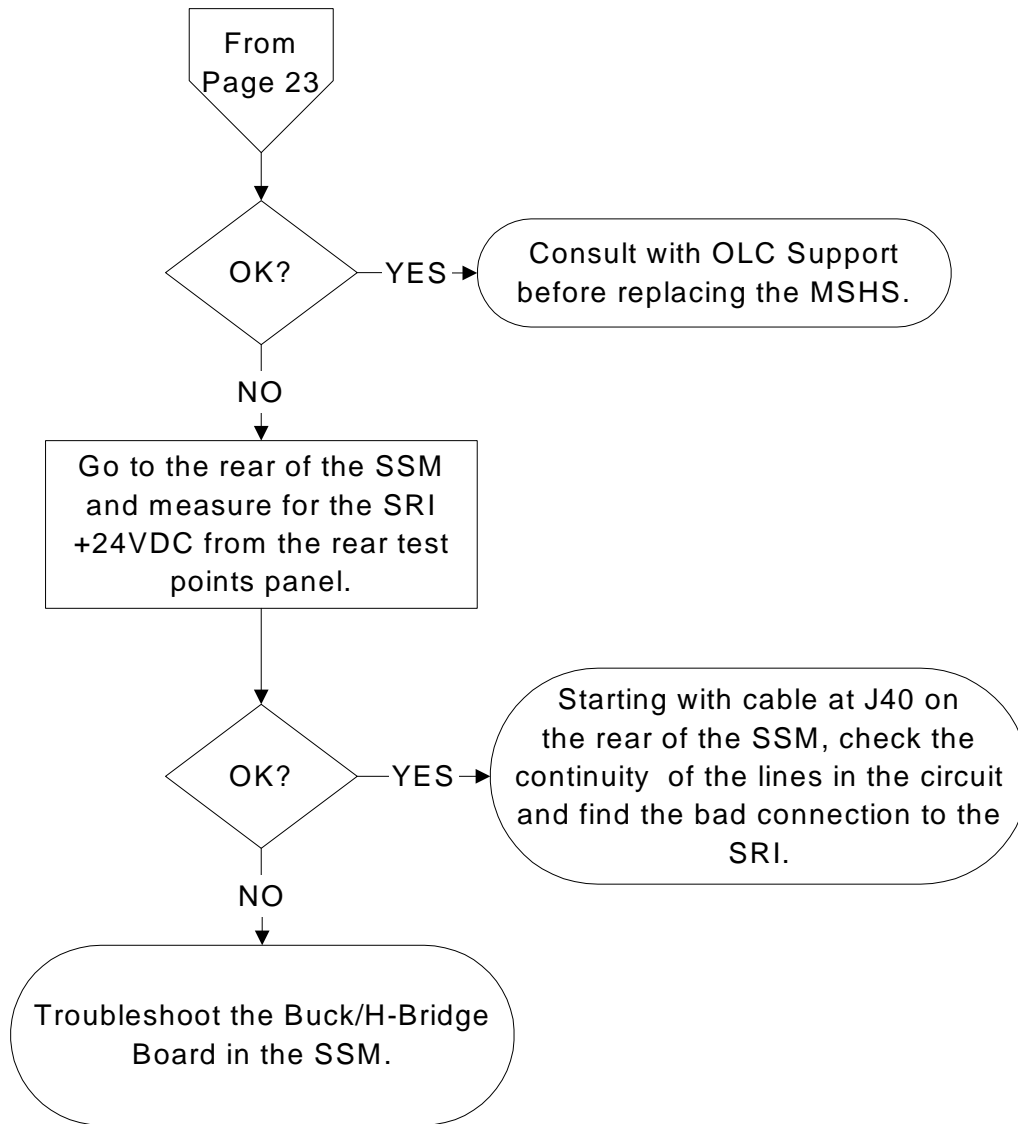 From
Page 23
OK?
YES
Consult with OLC Support
before replacing the MSHS.
NO
Go to the rear of the SSM
and measure for the SRI
+24VDC from the rear test
points panel.
OK?
YES
Starting with cable at J40 on
the rear of the SSM, check the
continuity  of the lines in the circuit
and find the bad connection to the
SRI.
NO
Troubleshoot the Buck/H-Bridge
Board in the SSM.